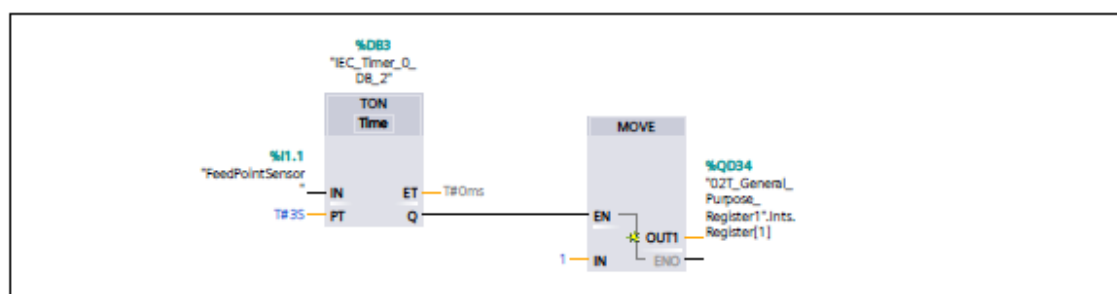 %DB3
"IEC_Timer_0_
DB_2"
TON
Time
%I1.1
"FeedPointSensor
"
IN
ET
T#0ms
T#3S
PT
Q
MOVE
EN
OUT1
1
IN
ENO
%QD34
"02T_General_
Purpose_
Register1".Ints.
Register[1]